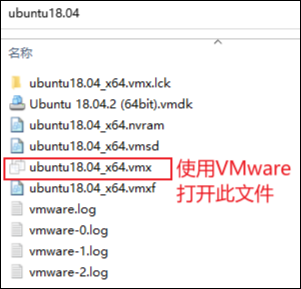 ubuntu18.04
名称
ubuntu18.04_x64.vmx.lck
Ubuntu 18.04.2 (64bit).vmdk
ubuntu18.04_x64.nvram
ubuntu18.04_x64.vmsd
ubuntu18.04_x64.vmx
使用VMware
打开此文件
ubuntu18.04_x64.vmxf
vmware.log
vmware-0.log
vmware-1.log
vmware-2.log